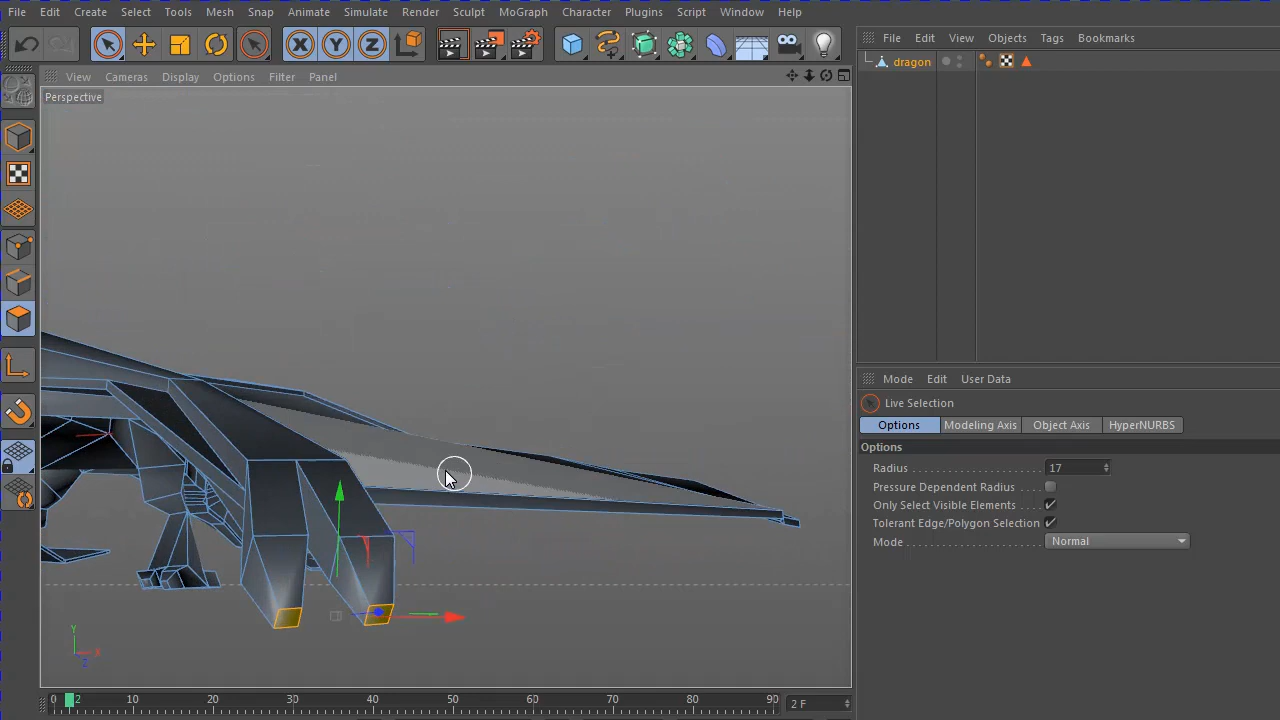 File Edit Create Select Tools Mesh Snap Animate Simulate Render Sculpt MoGraph Character Plugins Script Window Help
File Edit View Objects Tags Bookmarks
dragon
View Cameras Display Options Filter Panel
Perspective
Mode Edit User Data
Live Selection
Options Modeling Axis Object Axis HyperNURBS
Options
Radius 17
Pressure Dependent Radius
Only Select Visible Elements
Tolerant Edge/Polygon Selection
Mode Normal
Y
X
Z
0 2 10 20 30 40 50 60 70 80 90 2 F